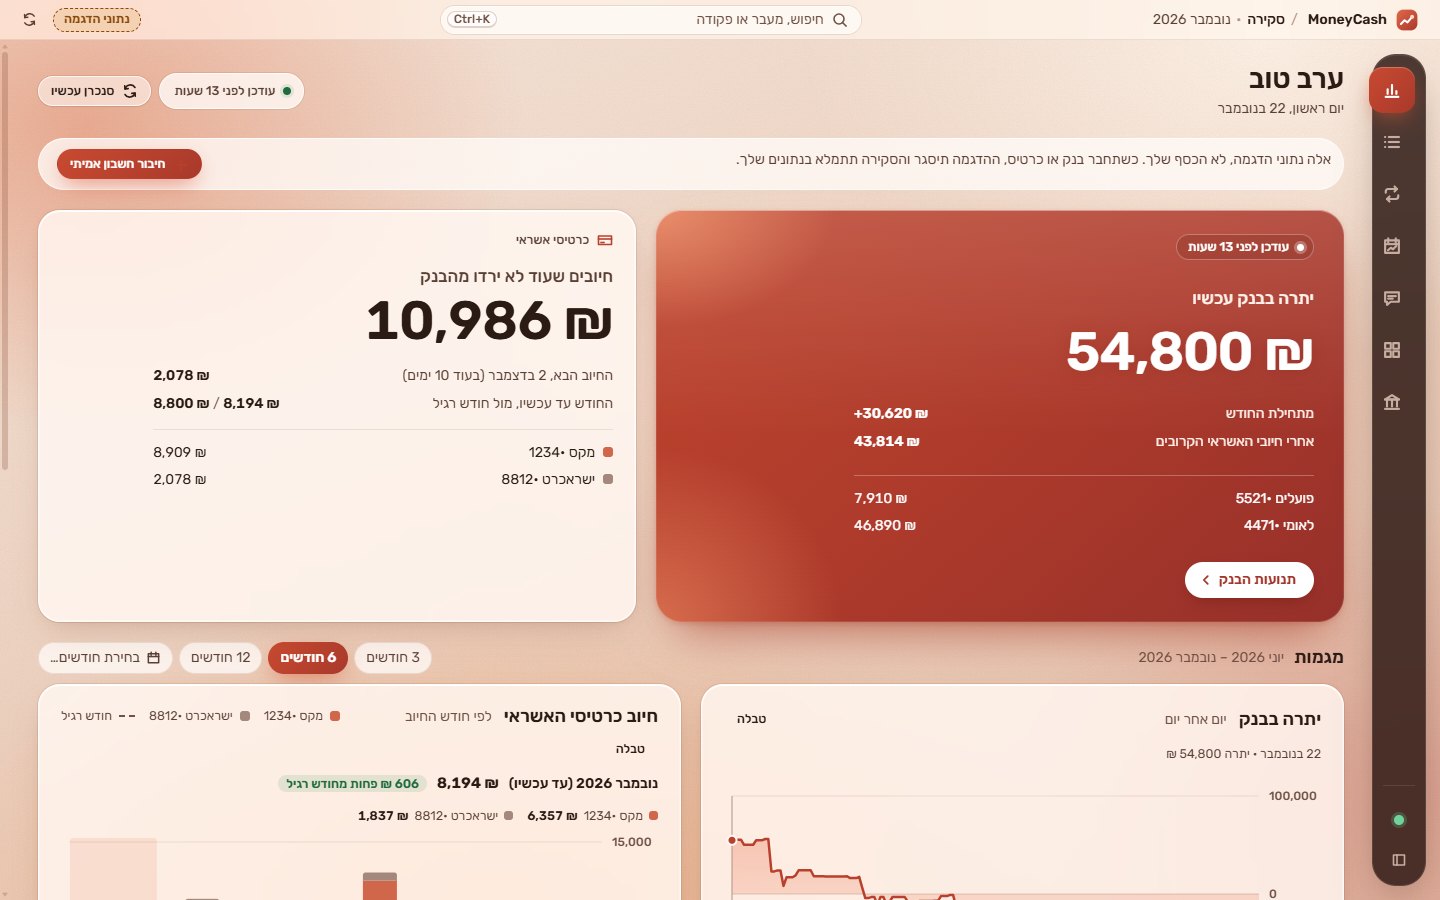 MoneyCash / סקירה • נובמבר 2026
חיפוש, מעבר או פקודה
Ctrl+K
נתוני הדגמה
ערב טוב
יום ראשון, 22 בנובמבר
עודכן לפני 13 שעות
סנכרן עכשיו
אלה נתוני הדגמה, לא הכסף שלך. כשתחבר בנק או כרטיס, ההדגמה תיסגר והסקירה תתמלא בנתונים שלך.
חיבור חשבון אמיתי
עודכן לפני 13 שעות
יתרה בבנק עכשיו
54,800 ₪
מתחילת החודש
+30,620 ₪
אחרי חיובי האשראי הקרובים
43,814 ₪
פועלים •5521
7,910 ₪
לאומי •4471
46,890 ₪
תנועות הבנק
כרטיסי אשראי
חיובים שעוד לא ירדו מהבנק
10,986 ₪
החיוב הבא, 2 בדצמבר (בעוד 10 ימים)
2,078 ₪
החודש עד עכשיו, מול חודש רגיל
8,194 ₪ / 8,800 ₪
מקס •1234
8,909 ₪
ישראכרט •8812
2,078 ₪
מגמות
יוני 2026 – נובמבר 2026
3 חודשים
6 חודשים
12 חודשים
בחירת חודשים...
יתרה בבנק
יום אחר יום
טבלה
22 בנובמבר • יתרה 54,800 ₪
100,000
0
חיוב כרטיסי האשראי
לפי חודש החיוב
מקס •1234
ישראכרט •8812
חודש רגיל
טבלה
נובמבר 2026 (עד עכשיו)
8,194 ₪
606 ₪ פחות מחודש רגיל
מקס •1234 6,357 ₪
ישראכרט •8812 1,837 ₪
15,000